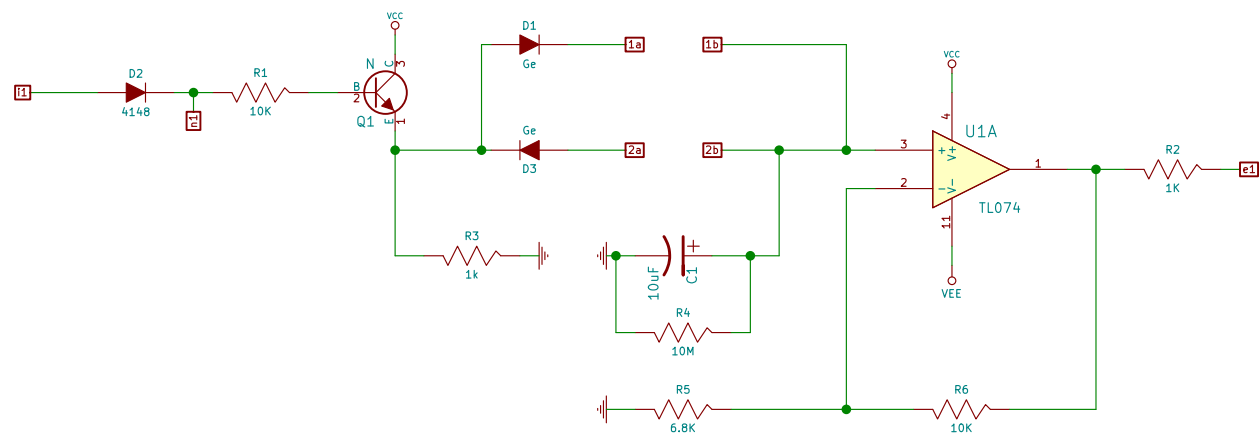 VCC
D1
1a
1b
Ge
VCC
N
C
3
i1
D2
R1
B
2
4148
n1
10K
Q1
E
1
4
U1A
Ge
2a
2b
3
+
V+
D3
R2
1
e1
2
-
V-
1K
TL074
11
R3
1k
+
10uF
C1
VEE
R4
10M
R5
R6
6.8K
10K